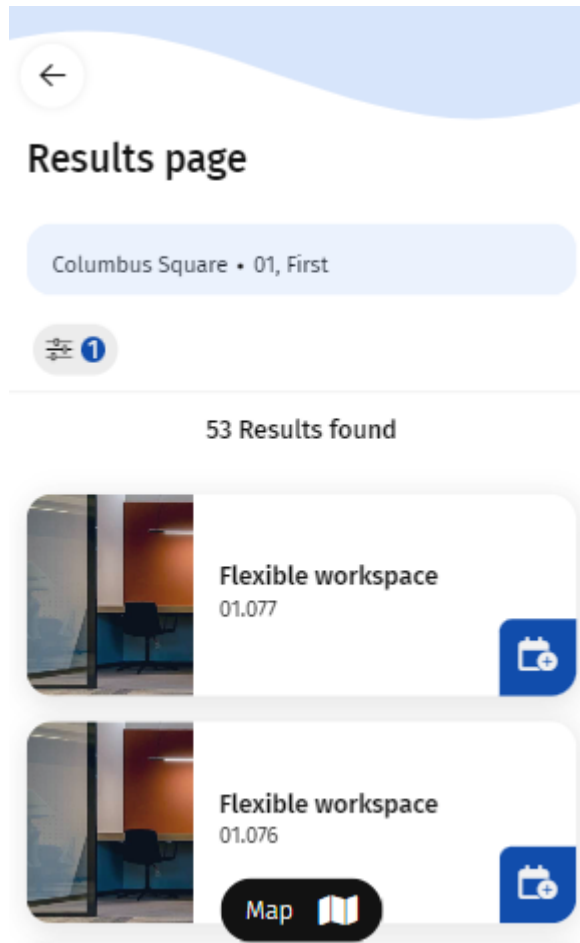 Results page
Columbus Square • 01, First
1
53 Results found
Flexible workspace
01.077
Flexible workspace
01.076
Map